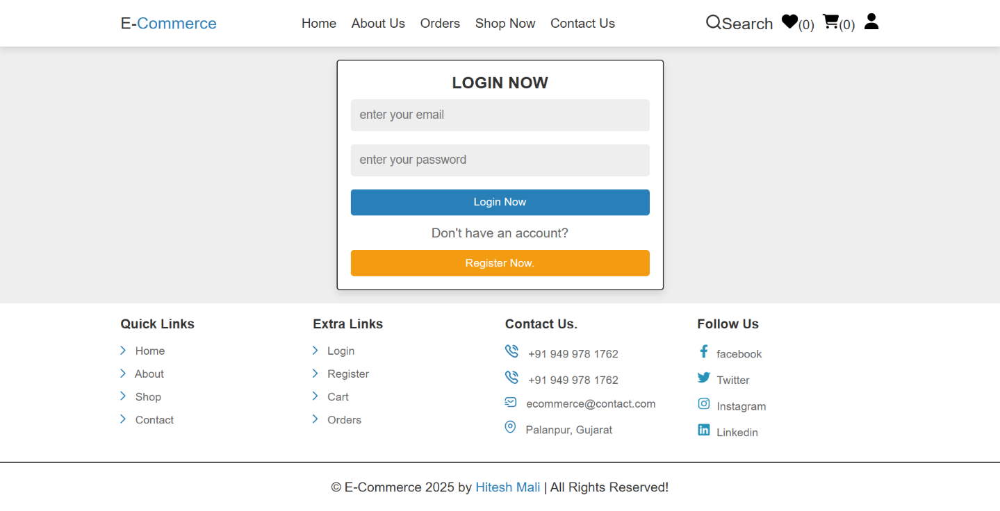 E-Commerce
Home About Us Orders Shop Now Contact Us
Search (0) (0)
LOGIN NOW
enter your email
enter your password
Login Now
Don't have an account?
Register Now.
Quick Links
Home
About
Shop
Contact
Extra Links
Login
Register
Cart
Orders
Contact Us.
+91 949 978 1762
+91 949 978 1762
ecommerce@contact.com
Palanpur, Gujarat
Follow Us
facebook
Twitter
Instagram
Linkedin
© E-Commerce 2025 by Hitesh Mali | All Rights Reserved!